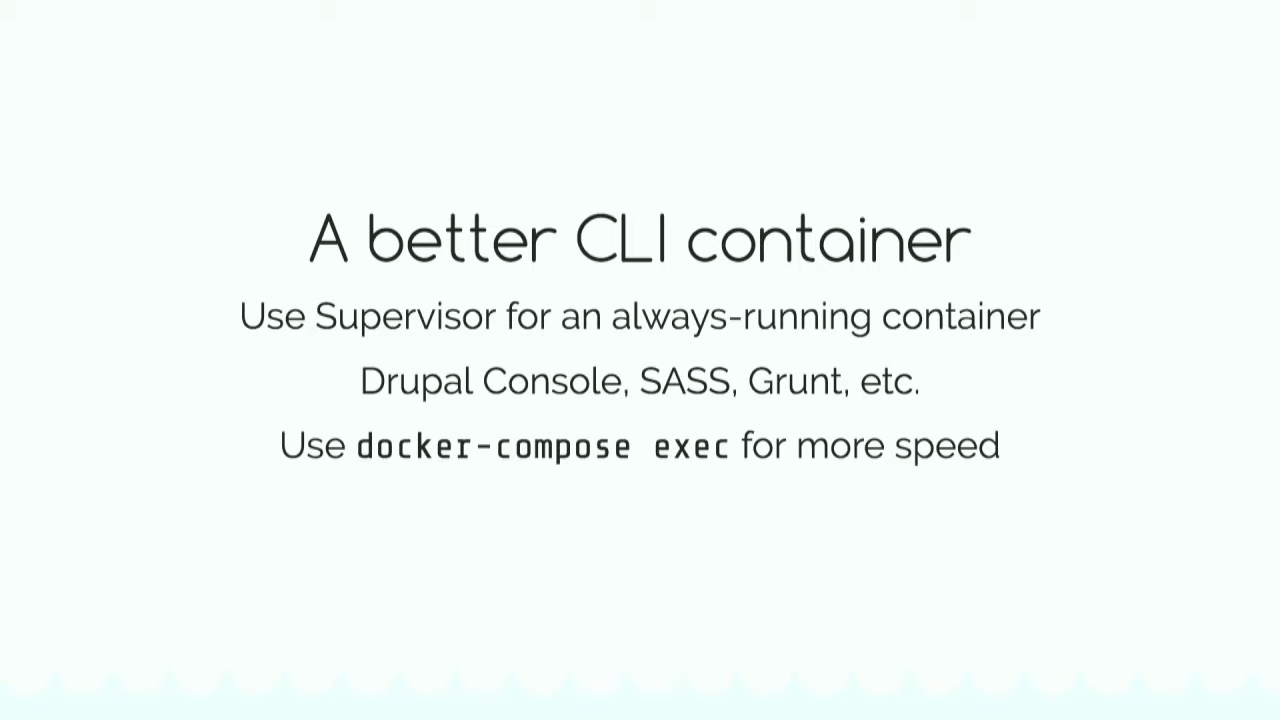 A better CLI container
Use Supervisor for an always-running container
Drupal Console, SASS, Grunt, etc.
Use docker-compose exec for more speed